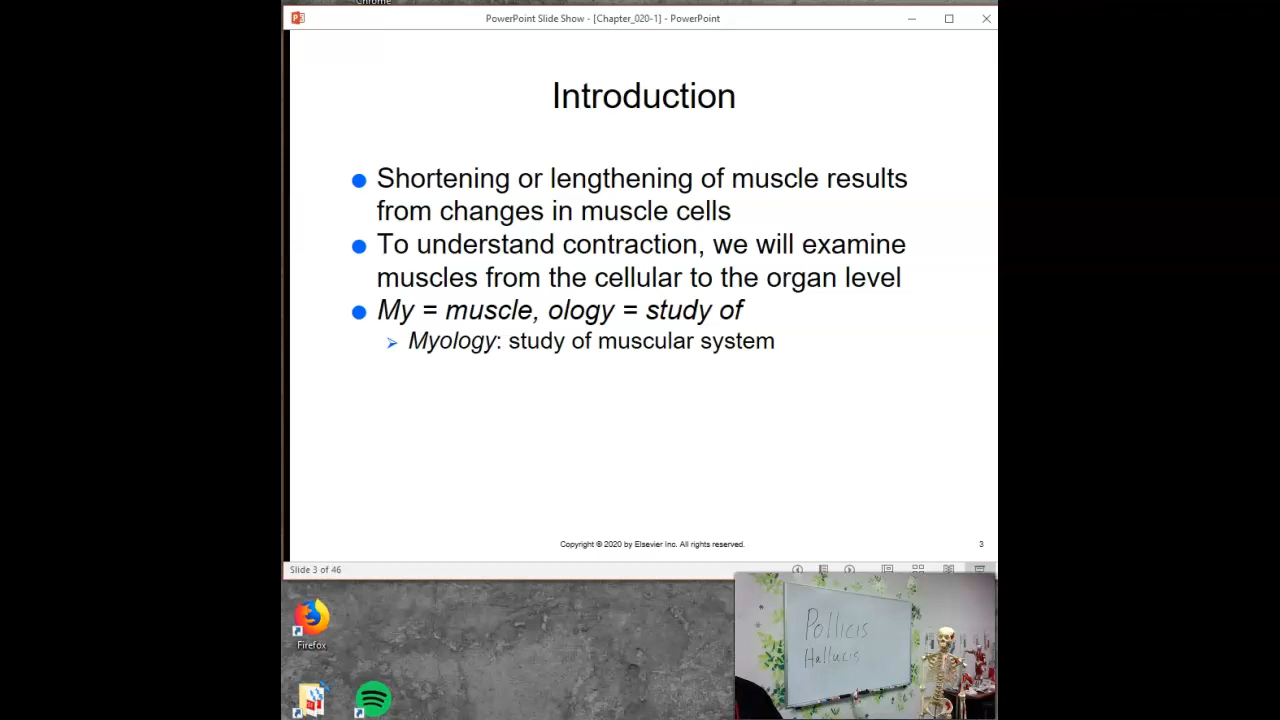 Chrome
PowerPoint Slide Show - [Chapter_020-1] - PowerPoint
Introduction
Shortening or lengthening of muscle results
from changes in muscle cells
To understand contraction, we will examine
muscles from the cellular to the organ level
My = muscle, ology = study of
Myology: study of muscular system
Copyright © 2020 by Elsevier Inc. All rights reserved.
3
Slide 3 of 46
Firefox
Pollicis
Hallucis